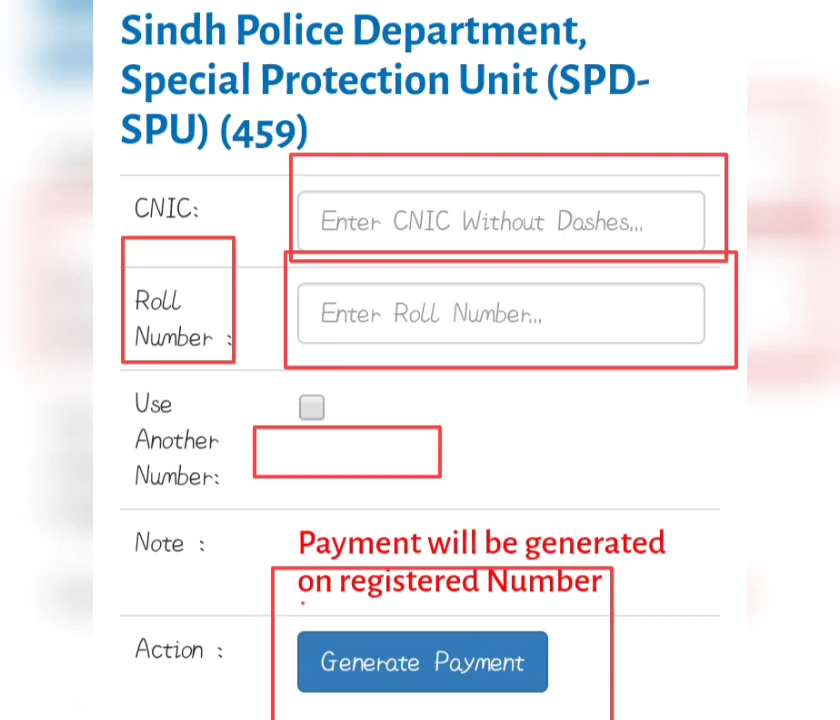 Sindh Police Department,
Special Protection Unit (SPD-
SPU) (459)
CNIC:
Enter CNIC Without Dashes...
Roll
Number :
Enter Roll Number...
Use
Another
Number:
Note :
Payment will be generated
on registered Number
Action :
Generate Payment